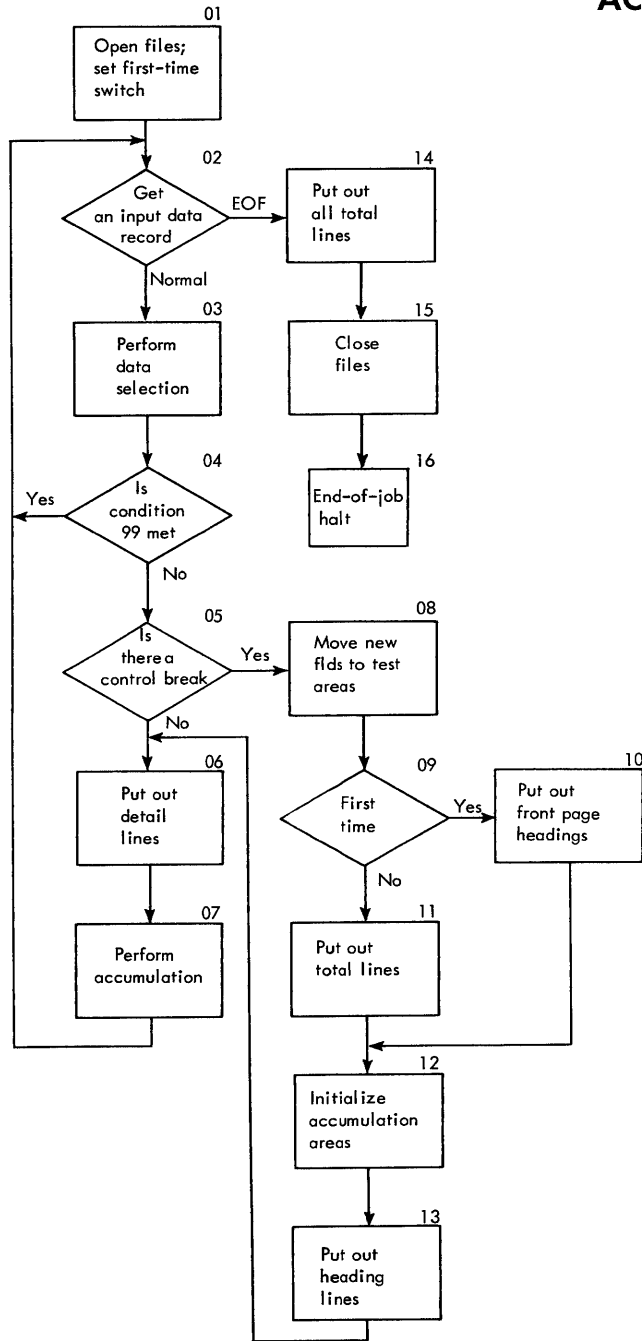 AC
01
Open files;
set first-time
switch
02
Get
an input data
record
EOF
Normal
14
Put out
all total
lines
03
Perform
data
selection
15
Close
files
04
Is
condition
99 met
Yes
No
16
End-of-job
halt
05
Is
there a
control break
Yes
No
08
Move new
flds to test
areas
06
Put out
detail
lines
09
First
time
Yes
No
10
Put out
front page
headings
07
Perform
accumulation
11
Put out
total lines
12
Initialize
accumulation
areas
13
Put out
heading
lines